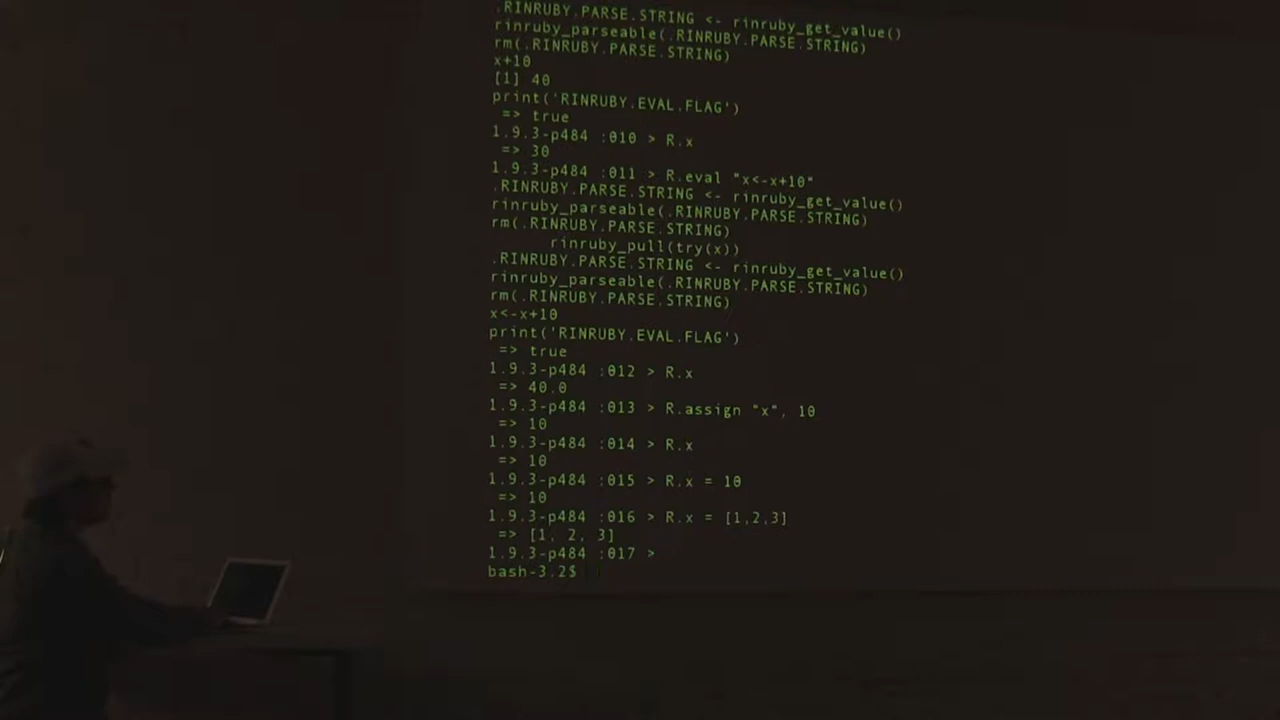 .RINRUBY.PARSE.STRING <- rinruby_get_value()
rinruby_parseable(.RINRUBY.PARSE.STRING)
rm(.RINRUBY.PARSE.STRING)
x+10
[1] 40
print('RINRUBY.EVAL.FLAG')
=> true
1.9.3-p484 :010 > R.x
=> 30
1.9.3-p484 :011 > R.eval "x<-x+10"
.RINRUBY.PARSE.STRING <- rinruby_get_value()
rinruby_parseable(.RINRUBY.PARSE.STRING)
rm(.RINRUBY.PARSE.STRING)
rinruby_pull(try(x))
.RINRUBY.PARSE.STRING <- rinruby_get_value()
rinruby_parseable(.RINRUBY.PARSE.STRING)
rm(.RINRUBY.PARSE.STRING)
x<-x+10
print('RINRUBY.EVAL.FLAG')
=> true
1.9.3-p484 :012 > R.x
=> 40.0
1.9.3-p484 :013 > R.assign "x", 10
=> 10
1.9.3-p484 :014 > R.x
=> 10
1.9.3-p484 :015 > R.x = 10
=> 10
1.9.3-p484 :016 > R.x = [1,2,3]
=> [1, 2, 3]
1.9.3-p484 :017 >
bash-3.2$